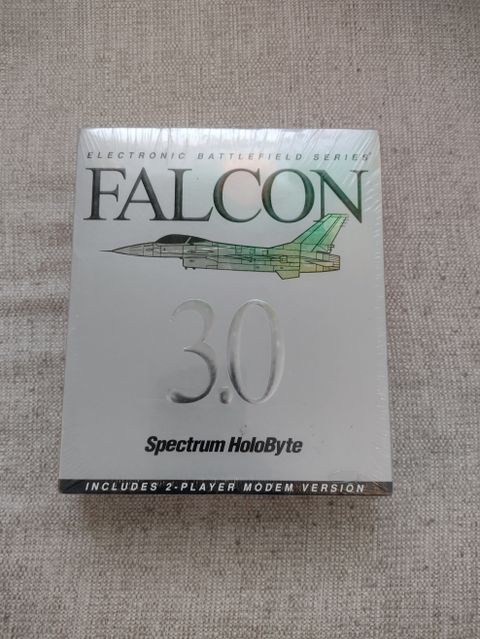 ELECTRONIC BATTLEFIELD SERIES
FALCON
3.0
Spectrum HoloByte
INCLUDES 2-PLAYER MODEM VERSION